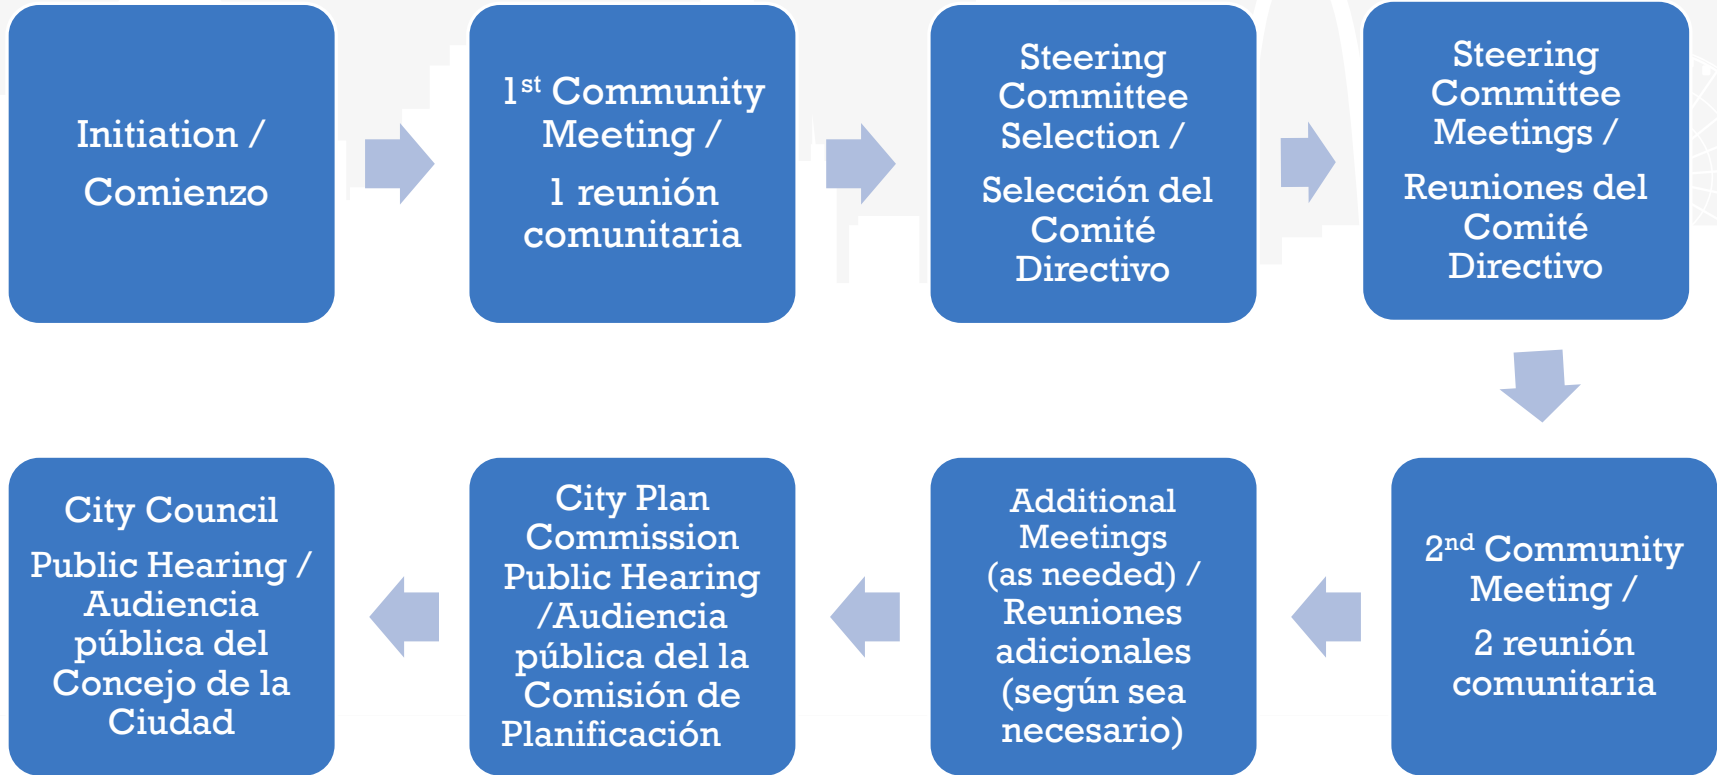 Initiation /
Comienzo
1st Community
Meeting /
1 reunión
comunitaria
Steering
Committee
Selection /
Selección del
Comité
Directivo
Steering
Committee
Meetings /
Reuniones del
Comité
Directivo
2nd Community
Meeting /
2 reunión
comunitaria
Additional
Meetings
(as needed) /
Reuniones
adicionales
(según sea
necesario)
City Plan
Commission
Public Hearing
/Audiencia
pública del la
Comisión de
Planificación
City Council
Public Hearing /
Audiencia
pública del
Concejo de la
Ciudad